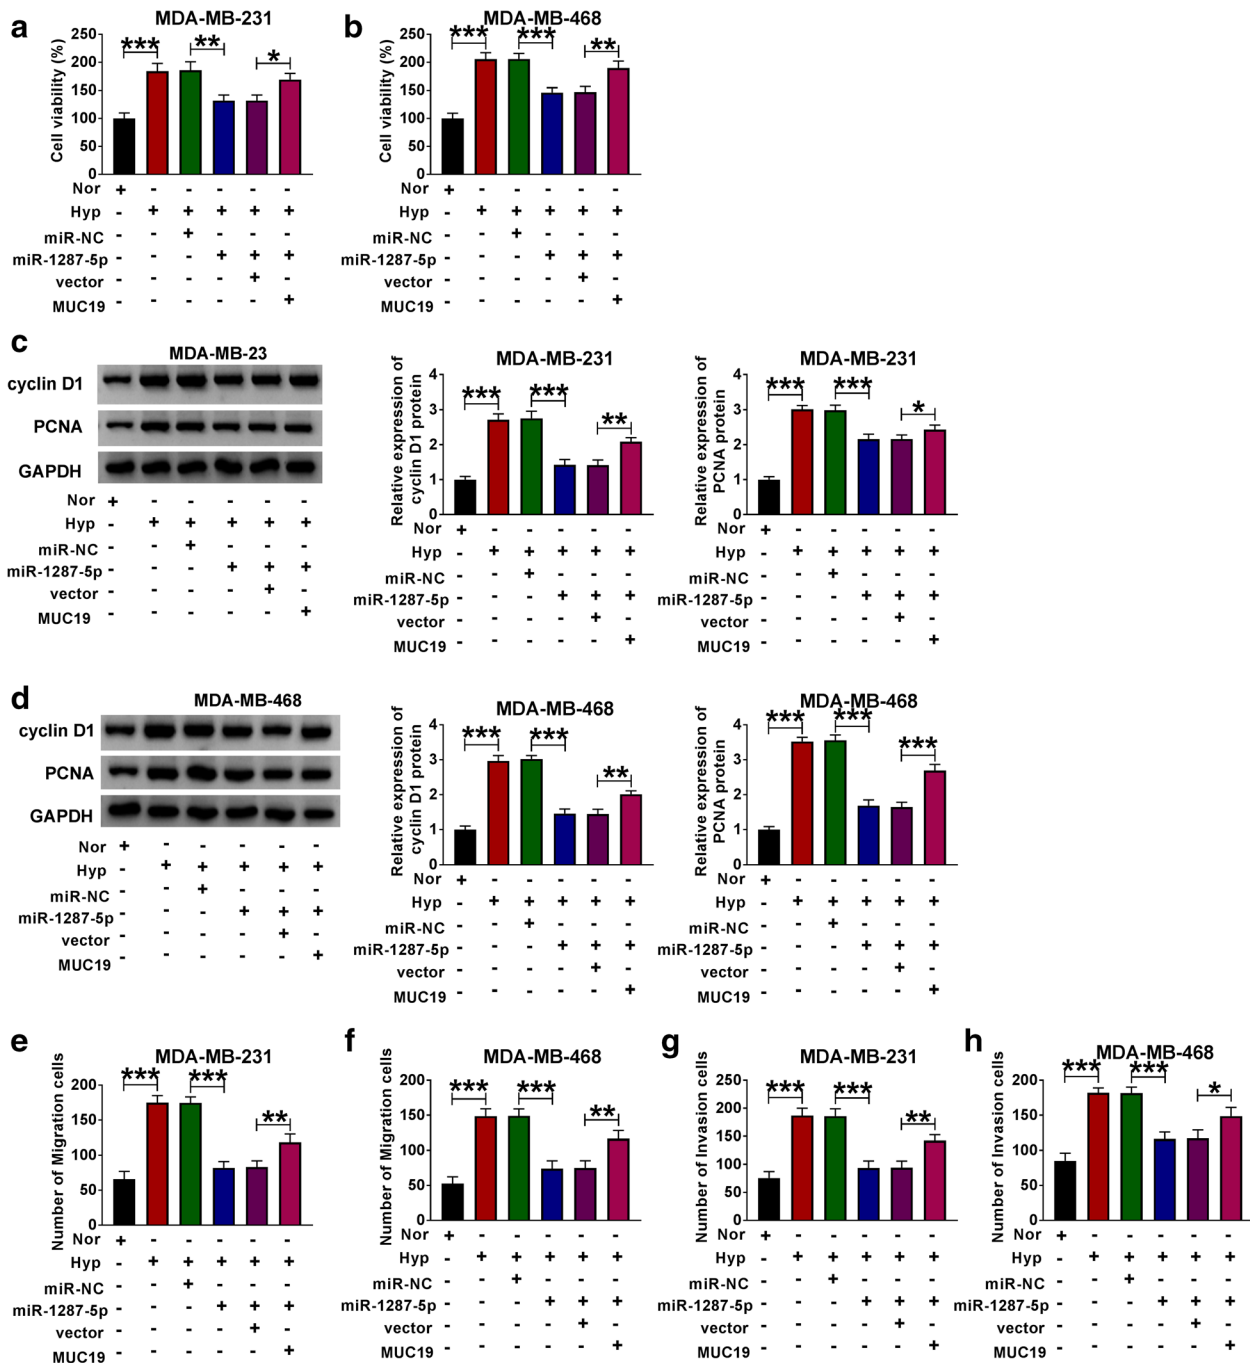 a
MDA-MB-231
Cell viability (%)
250
200
150
100
50
0
*** ** *
Nor + - - - - -
Hyp - + + + + +
miR-NC - - + - - -
miR-1287-5p - - - + + +
vector - - - - + -
MUC19 - - - - - +
b
MDA-MB-468
Cell viability (%)
250
200
150
100
50
0
*** *** **
Nor + - - - - -
Hyp - + + + + +
miR-NC - - + - - -
miR-1287-5p - - - + + +
vector - - - - + -
MUC19 - - - - - +
c
MDA-MB-23
cyclin D1
PCNA
GAPDH
Nor + - - - - -
Hyp - + + + + +
miR-NC - - + - - -
miR-1287-5p - - - + + +
vector - - - - + -
MUC19 - - - - - +
MDA-MB-231
Relative expression of
cyclin D1 protein
4
3
2
1
0
*** *** **
Nor + - - - - -
Hyp - + + + + +
miR-NC - - + - - -
miR-1287-5p - - - + + +
vector - - - - + -
MUC19 - - - - - +
MDA-MB-231
Relative expression of
PCNA protein
4
3
2
1
0
*** *** *
Nor + - - - - -
Hyp - + + + + +
miR-NC - - + - - -
miR-1287-5p - - - + + +
vector - - - - + -
MUC19 - - - - - +
d
MDA-MB-468
cyclin D1
PCNA
GAPDH
Nor + - - - - -
Hyp - + + + + +
miR-NC - - + - - -
miR-1287-5p - - - + + +
vector - - - - + -
MUC19 - - - - - +
MDA-MB-468
Relative expression of
cyclin D1 protein
4
3
2
1
0
*** *** **
Nor + - - - - -
Hyp - + + + + +
miR-NC - - + - - -
miR-1287-5p - - - + + +
vector - - - - + -
MUC19 - - - - - +
MDA-MB-468
Relative expression of
PCNA protein
4
3
2
1
0
*** *** ***
Nor + - - - - -
Hyp - + + + + +
miR-NC - - + - - -
miR-1287-5p - - - + + +
vector - - - - + -
MUC19 - - - - - +
e
MDA-MB-231
Number of Migration cells
200
150
100
50
0
*** *** **
Nor + - - - - -
Hyp - + + + + +
miR-NC - - + - - -
miR-1287-5p - - - + + +
vector - - - - + -
MUC19 - - - - - +
f
MDA-MB-468
Number of Migration cells
200
150
100
50
0
*** *** **
Nor + - - - - -
Hyp - + + + + +
miR-NC - - + - - -
miR-1287-5p - - - + + +
vector - - - - + -
MUC19 - - - - - +
g
MDA-MB-231
Number of Invasion cells
250
200
150
100
50
0
*** *** **
Nor + - - - - -
Hyp - + + + + +
miR-NC - - + - - -
miR-1287-5p - - - + + +
vector - - - - + -
MUC19 - - - - - +
h
MDA-MB-468
Number of Invasion cells
200
150
100
50
0
*** *** *
Nor + - - - - -
Hyp - + + + + +
miR-NC - - + - - -
miR-1287-5p - - - + + +
vector - - - - + -
MUC19 - - - - - +